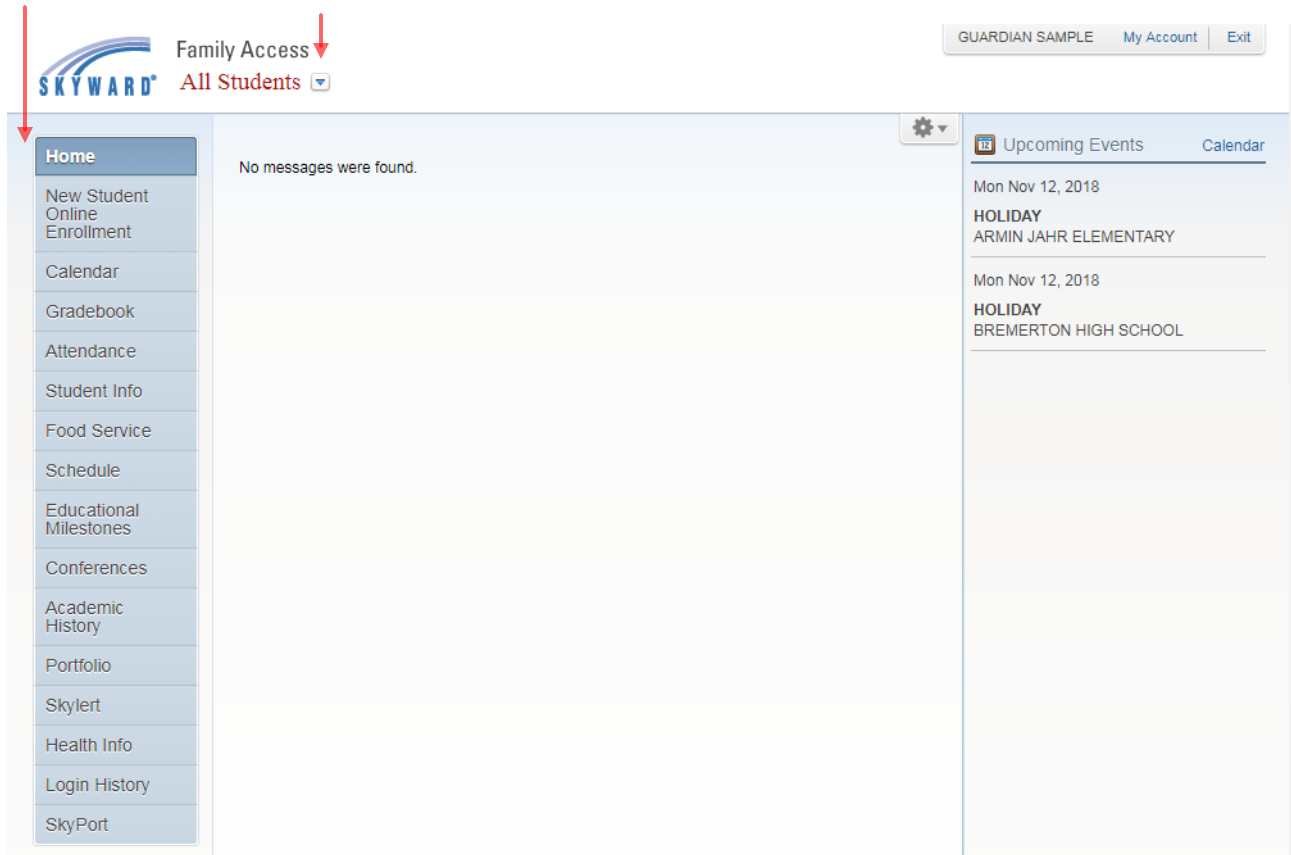 Family Access
SKYWARD®
All Students
GUARDIAN SAMPLE My Account Exit
Home
New Student
Online
Enrollment
Calendar
Gradebook
Attendance
Student Info
Food Service
Schedule
Educational
Milestones
Conferences
Academic
History
Portfolio
Skylert
Health Info
Login History
SkyPort
No messages were found.
12
Upcoming Events Calendar
Mon Nov 12, 2018
HOLIDAY
ARMIN JAHR ELEMENTARY
Mon Nov 12, 2018
HOLIDAY
BREMERTON HIGH SCHOOL